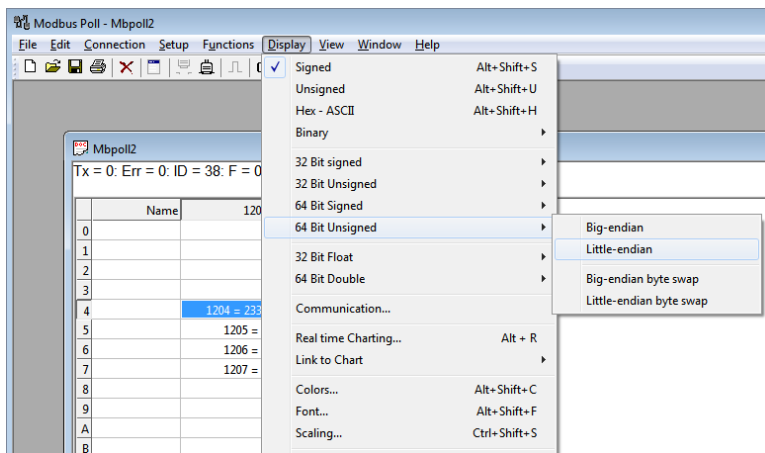 Modbus Poll - Mbpoll2
File Edit Connection Setup Functions Display View Window Help
Signed Alt+Shift+S
Unsigned Alt+Shift+U
Hex - ASCII Alt+Shift+H
Binary
Mbpoll2
Tx = 0: Err = 0: ID = 38: F = 0
32 Bit signed
32 Bit Unsigned
64 Bit Signed
64 Bit Unsigned
Big-endian
Little-endian
Big-endian byte swap
Little-endian byte swap
32 Bit Float
64 Bit Double
Communication...
Real time Charting... Alt + R
Link to Chart
Colors... Alt+Shift+C
Font... Alt+Shift+F
Scaling... Ctrl+Shift+S
Name 120
0
1
2
3
4 1204 = 233
5 1205 =
6 1206 =
7 1207 =
8
9
A
B